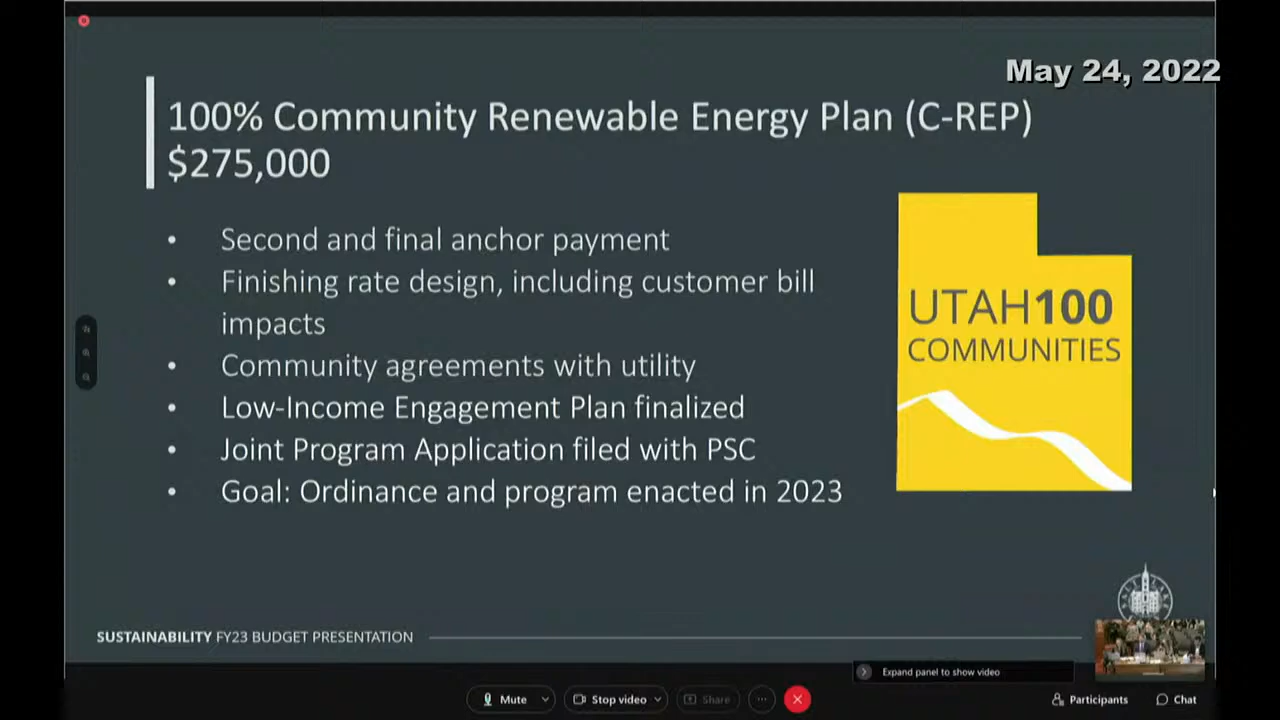 May 24, 2022
100% Community Renewable Energy Plan (C-REP)
$275,000
• Second and final anchor payment
• Finishing rate design, including customer bill
impacts
• Community agreements with utility
• Low-Income Engagement Plan finalized
• Joint Program Application filed with PSC
• Goal: Ordinance and program enacted in 2023
UTAH100
COMMUNITIES
SUSTAINABILITY FY23 BUDGET PRESENTATION
Expand panel to show video
Mute
Stop video
Share
Participants
Chat